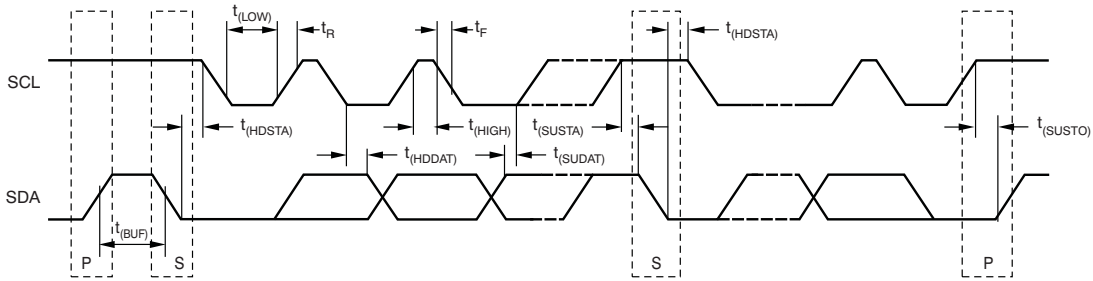 t(LOW)
tR
tF
t(HDSTA)
SCL
t(HDSTA)
t(HIGH)
t(SUSTA)
t(SUSTO)
t(HDDAT)
t(SUDAT)
SDA
t(BUF)
P
S
S
P